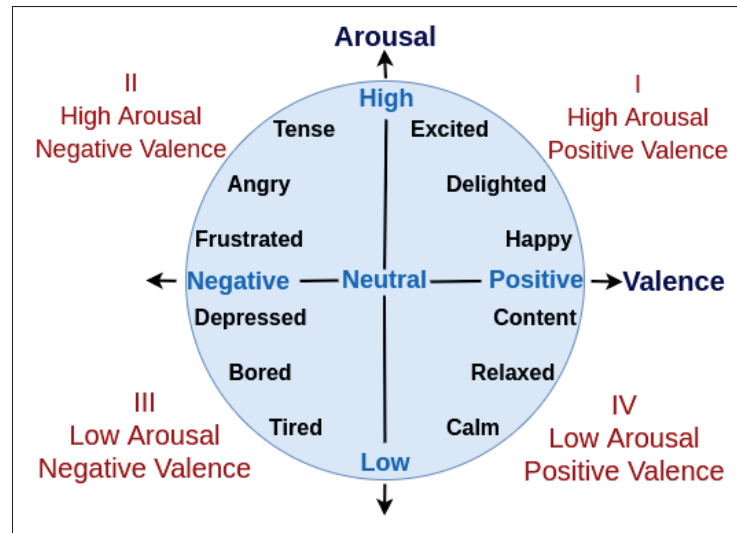 Arousal
II
High Arousal
Negative Valence
I
High Arousal
Positive Valence
High
Tense
Excited
Angry
Delighted
Frustrated
Happy
Negative
Neutral
Positive
Valence
Depressed
Content
Bored
Relaxed
Tired
Calm
III
Low Arousal
Negative Valence
IV
Low Arousal
Positive Valence
Low